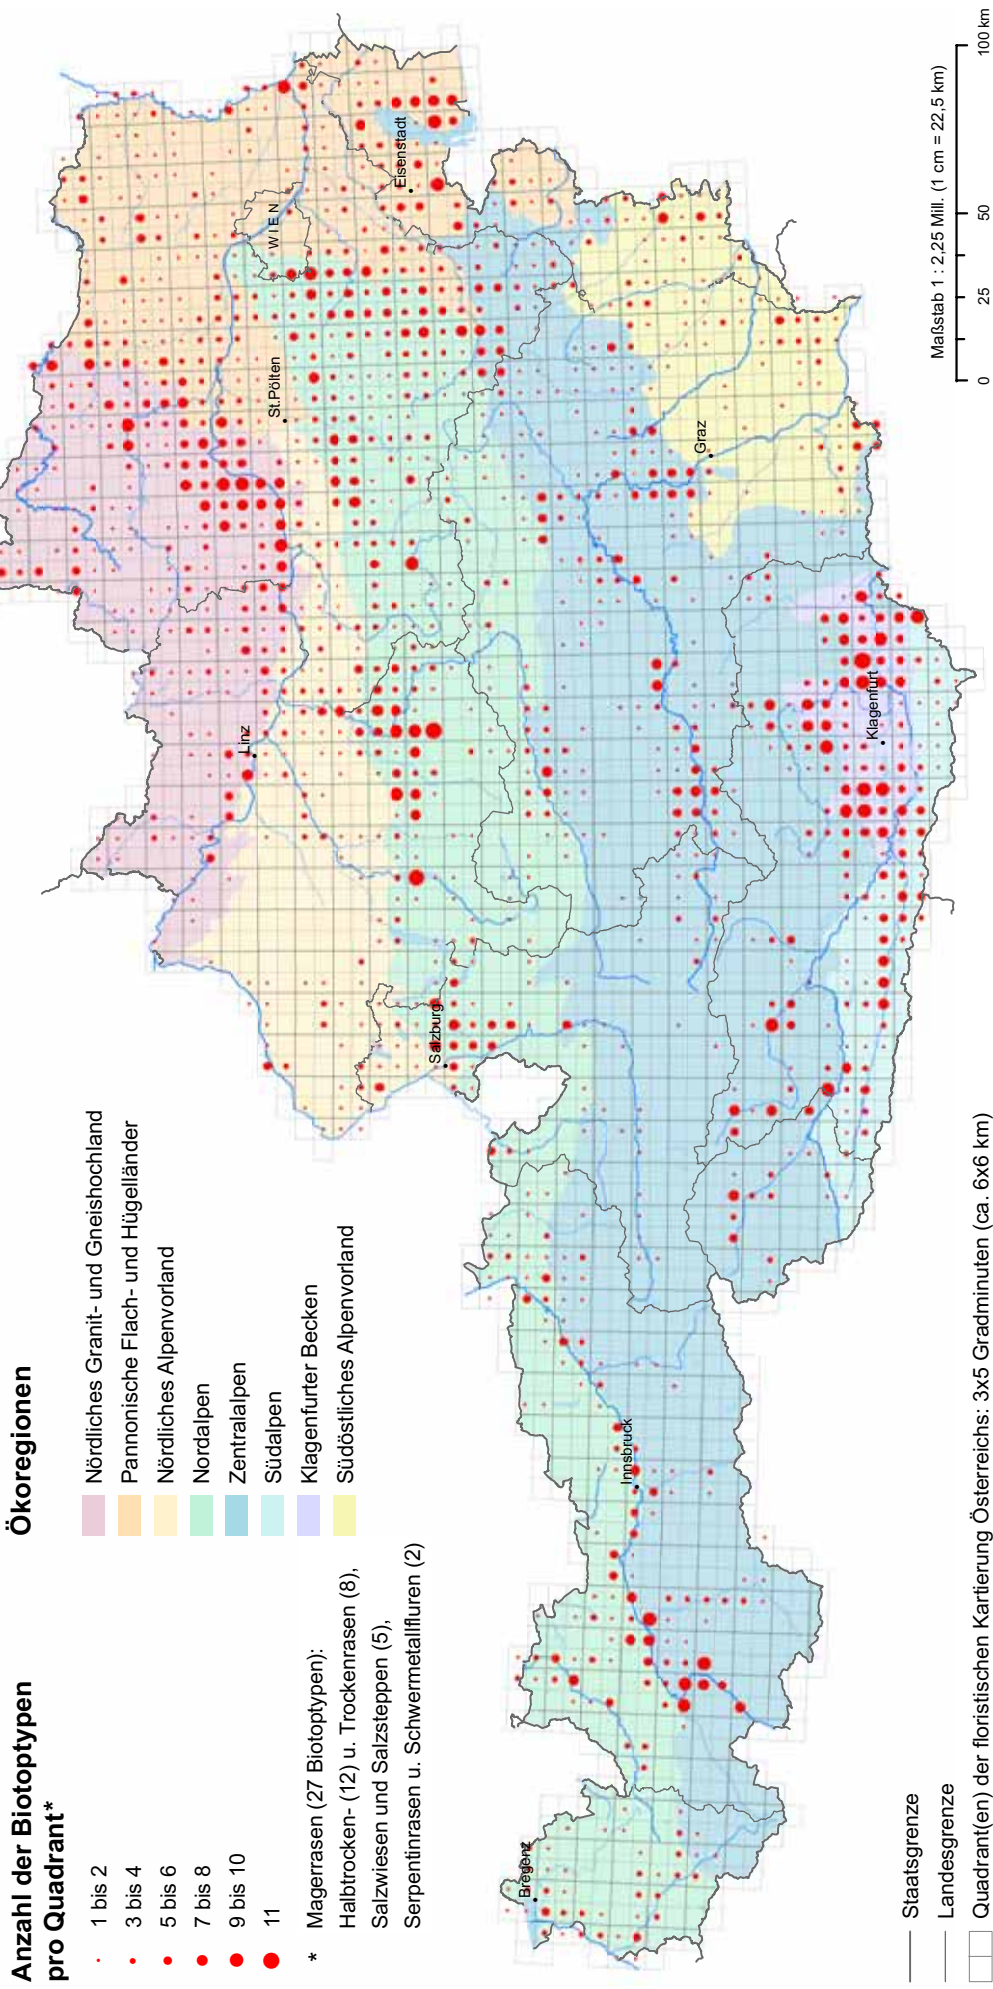 Anzahl der Biotoptypen
pro Quadrant*
1 bis 2
3 bis 4
5 bis 6
7 bis 8
9 bis 10
11
* Magerrasen (27 Biotoptypen):
Halbtrocken- (12) u. Trockenrasen (8),
Salzwiesen und Salzsteppen (5),
Serpentinrasen u. Schwermetallfluren (2)
Ökoregionen
Nördliches Granit- und Gneishochland
Pannonische Flach- und Hügelländer
Nördliches Alpenvorland
Nordalpen
Zentralalpen
Südalpen
Klagenfurter Becken
Südöstliches Alpenvorland
Linz
St.Pölten
WIEN
Eisenstadt
Salzburg
Bregenz
Innsbruck
Graz
Klagenfurt
Staatsgrenze
Landesgrenze
Quadrant(en) der floristischen Kartierung Österreichs: 3x5 Gradminuten (ca. 6x6 km)
Maßstab 1 : 2,25 Mill. (1 cm = 22,5 km)
0 25 50 100 km